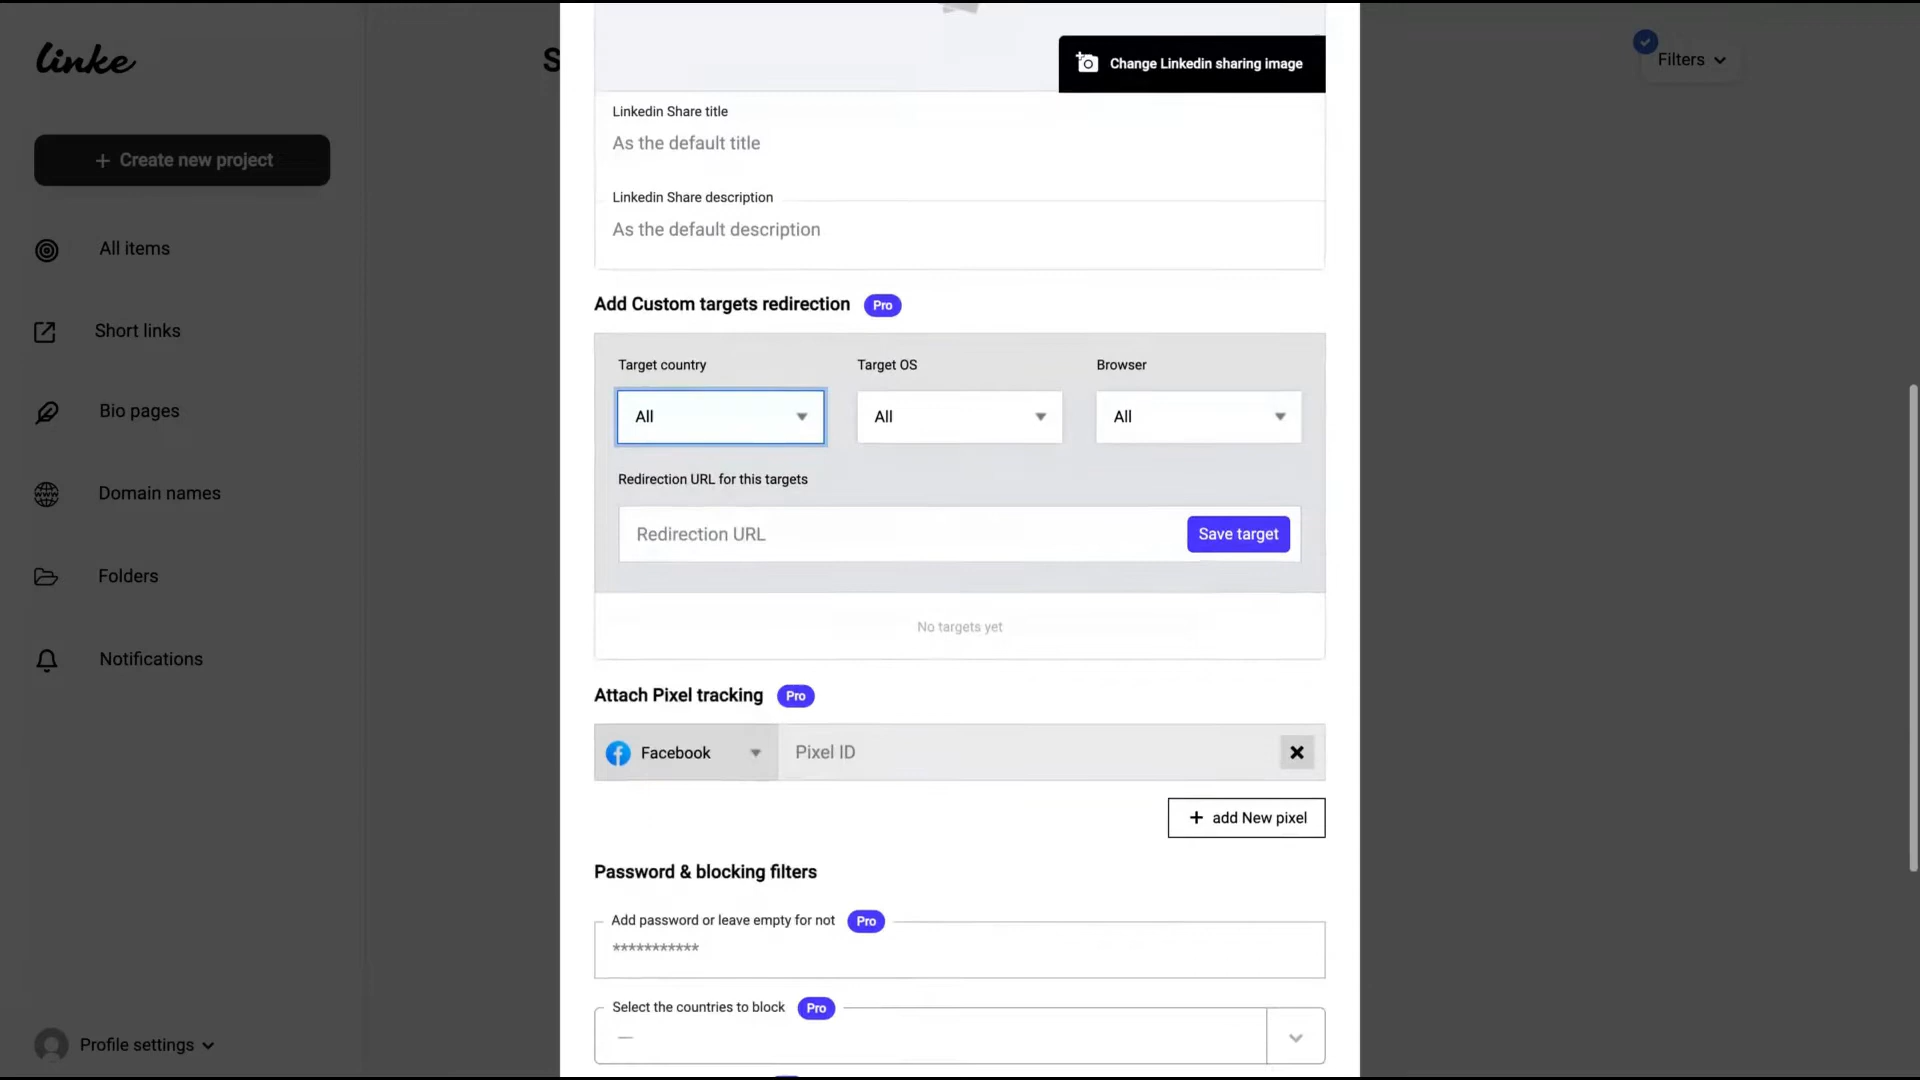 linke
S
Filters
Change Linkedin sharing image
Linkedin Share title
As the default title
+ Create new project
Linkedin Share description
As the default description
All items
Add Custom targets redirection Pro
Short links
Target country Target OS Browser
All All All
Bio pages
Redirection URL for this targets
Domain names
WWW
Redirection URL Save target
Folders
No targets yet
Notifications
Attach Pixel tracking Pro
Facebook Pixel ID
+ add New pixel
Password & blocking filters
Add password or leave empty for not Pro
***********
Select the countries to block Pro
—
Profile settings